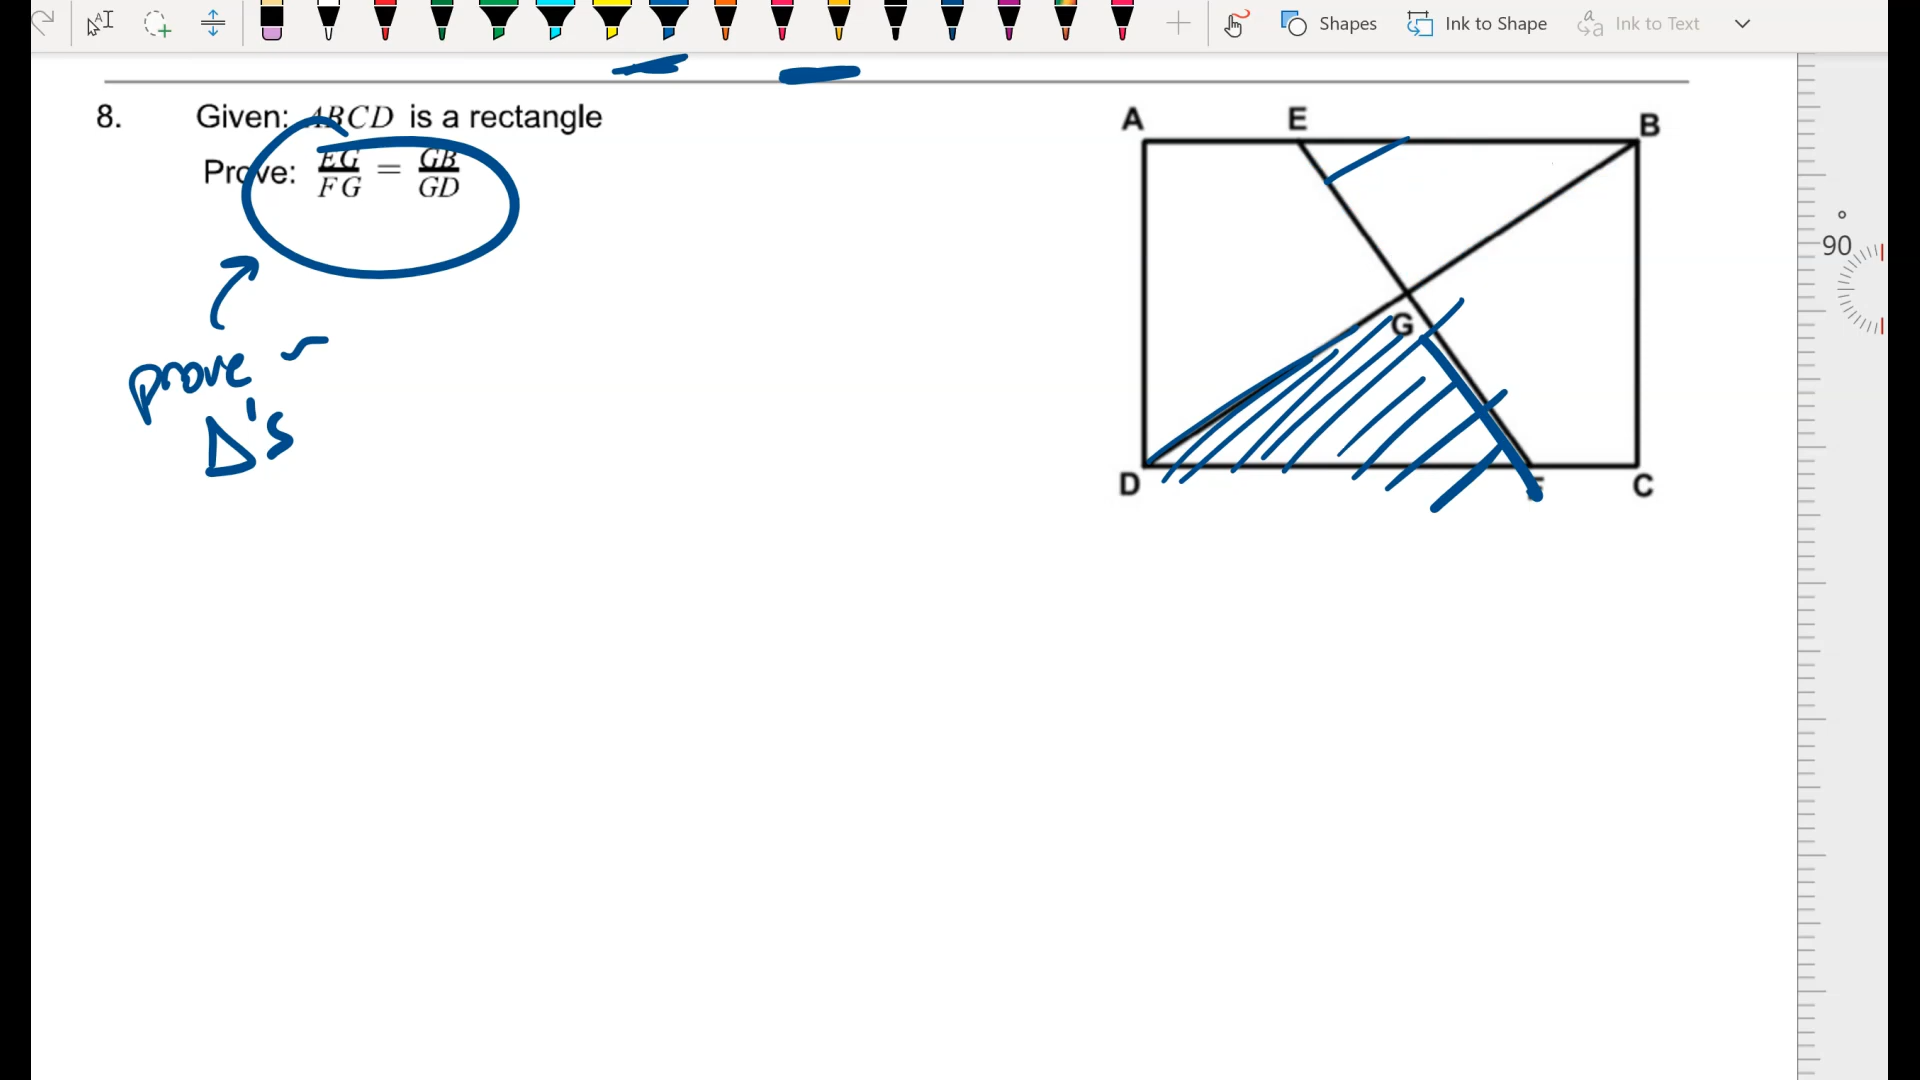 Shapes
Ink to Shape
Ink to Text
8. Given: ABCD is a rectangle
Prove: EG/FG = GB/GD
prove ~
Δ's
A E B
G
D F C
90°